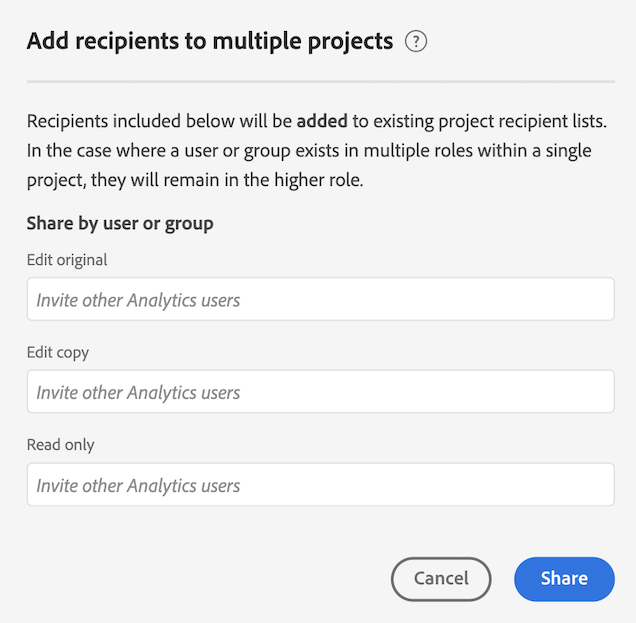 Add recipients to multiple projects ?
Recipients included below will be added to existing project recipient lists.
In the case where a user or group exists in multiple roles within a single
project, they will remain in the higher role.
Share by user or group
Edit original
Invite other Analytics users
Edit copy
Invite other Analytics users
Read only
Invite other Analytics users
Cancel Share